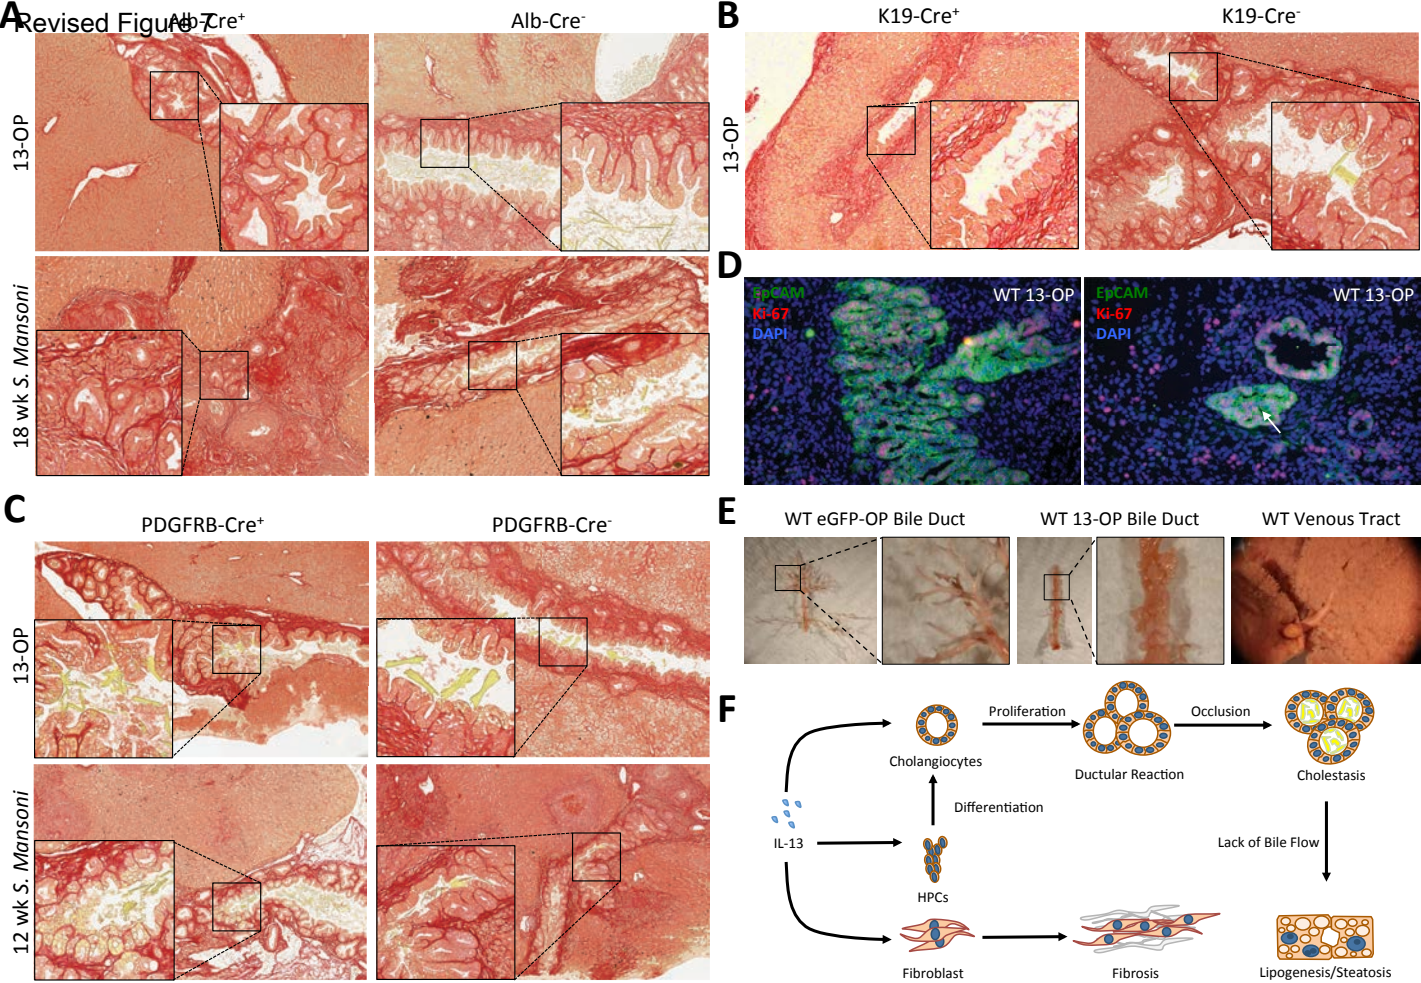 A
Revised Figure 7
Alb-Cre+
Alb-Cre-
13-OP
18 wk S. Mansoni
B
K19-Cre+
K19-Cre-
13-OP
C
PDGFRB-Cre+
PDGFRB-Cre-
13-OP
12 wk S. Mansoni
D
EpCAM
Ki-67
DAPI
WT 13-OP
EpCAM
Ki-67
DAPI
WT 13-OP
E
WT eGFP-OP Bile Duct
WT 13-OP Bile Duct
WT Venous Tract
F
Proliferation
Occlusion
Cholangiocytes
Ductular Reaction
Cholestasis
Differentiation
IL-13
Lack of Bile Flow
HPCs
Fibroblast
Fibrosis
Lipogenesis/Steatosis